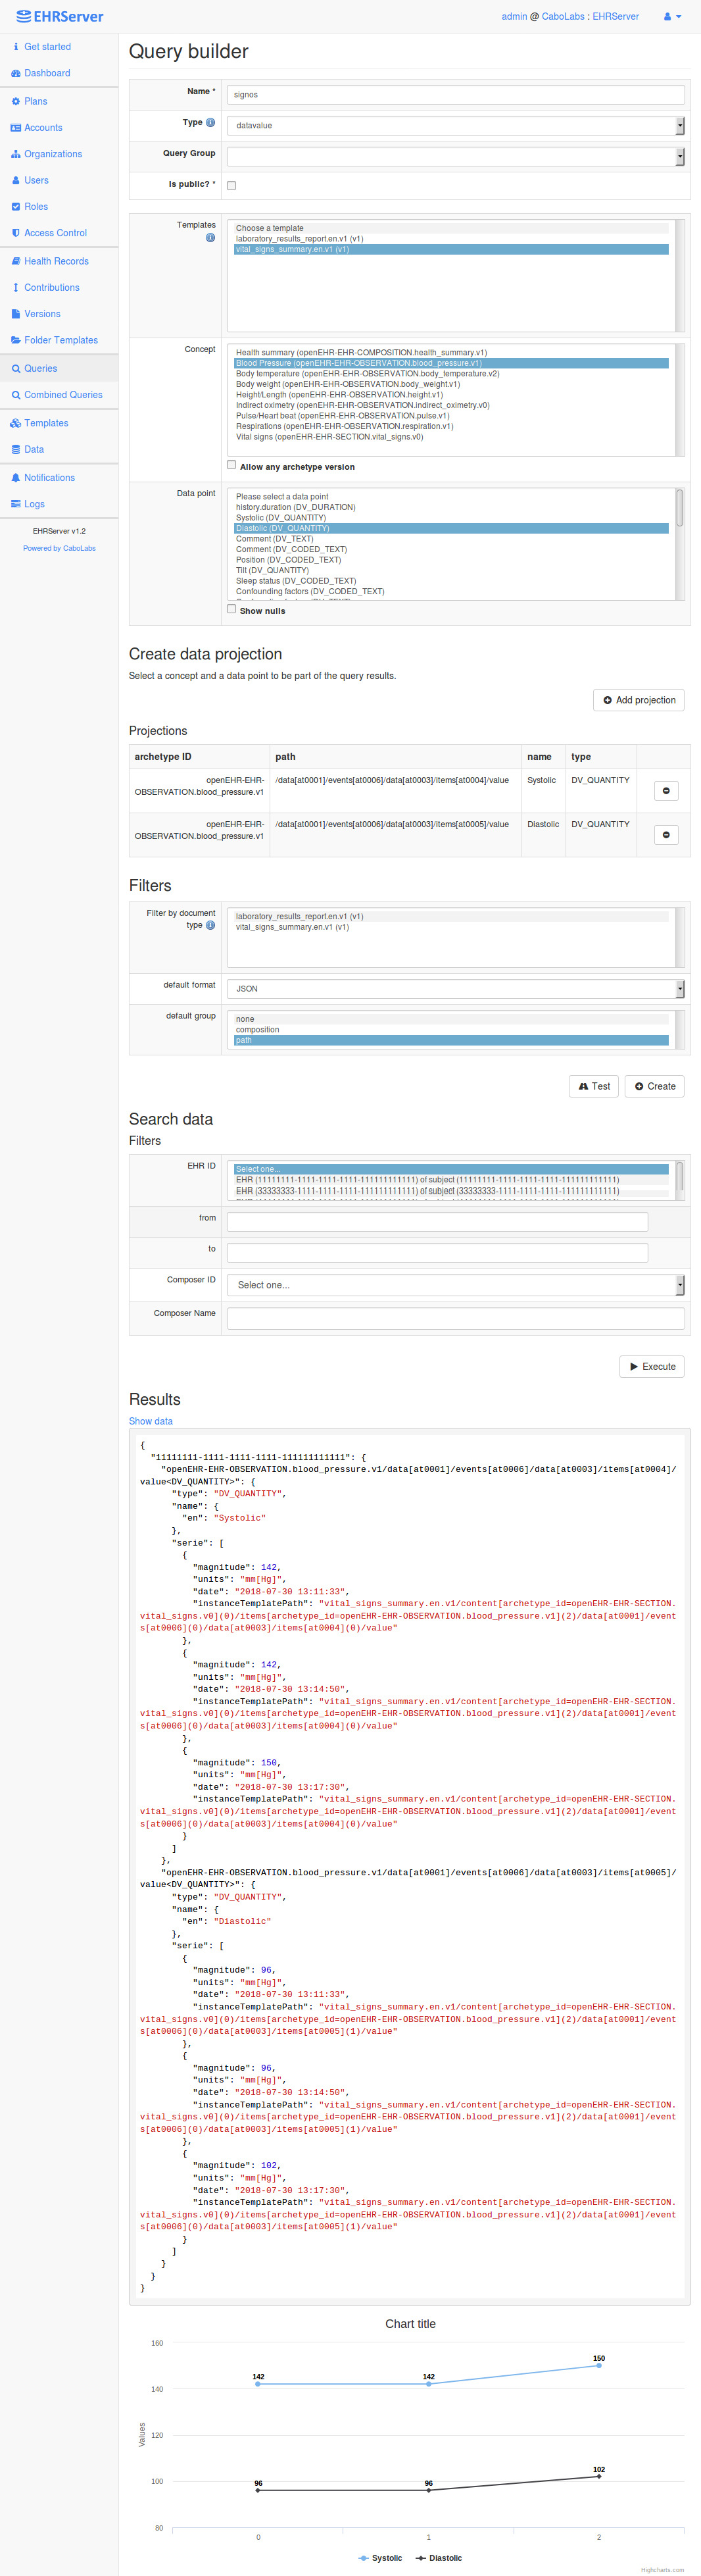 EHRServer
admin @ CaboLabs : EHRServer
Get started
Dashboard
Plans
Accounts
Organizations
Users
Roles
Access Control
Health Records
Contributions
Versions
Folder Templates
Queries
Combined Queries
Templates
Data
Notifications
Logs
EHRServer v1.2
Powered by CaboLabs
Query builder
Name *
signos
Type
datavalue
Query Group
Is public? *
Templates
Choose a template
laboratory_results_report.en.v1 (v1)
vital_signs_summary.en.v1 (v1)
Concept
Health summary (openEHR-EHR-COMPOSITION.health_summary.v1)
Blood Pressure (openEHR-EHR-OBSERVATION.blood_pressure.v1)
Body temperature (openEHR-EHR-OBSERVATION.body_temperature.v2)
Body weight (openEHR-EHR-OBSERVATION.body_weight.v1)
Height/Length (openEHR-EHR-OBSERVATION.height.v1)
Indirect oximetry (openEHR-EHR-OBSERVATION.indirect_oximetry.v0)
Pulse/Heart beat (openEHR-EHR-OBSERVATION.pulse.v1)
Respirations (openEHR-EHR-OBSERVATION.respiration.v1)
Vital signs (openEHR-EHR-SECTION.vital_signs.v0)
Allow any archetype version
Data point
Please select a data point
history.duration (DV_DURATION)
Systolic (DV_QUANTITY)
Diastolic (DV_QUANTITY)
Comment (DV_TEXT)
Comment (DV_CODED_TEXT)
Position (DV_CODED_TEXT)
Tilt (DV_QUANTITY)
Sleep status (DV_CODED_TEXT)
Confounding factors (DV_CODED_TEXT)
Show nulls
Create data projection
Select a concept and a data point to be part of the query results.
Add projection
Projections
archetype ID path name type
openEHR-EHR- /data[at0001]/events[at0006]/data[at0003]/items[at0004]/value Systolic DV_QUANTITY
OBSERVATION.blood_pressure.v1
openEHR-EHR- /data[at0001]/events[at0006]/data[at0003]/items[at0005]/value Diastolic DV_QUANTITY
OBSERVATION.blood_pressure.v1
Filters
Filter by document
type
laboratory_results_report.en.v1 (v1)
vital_signs_summary.en.v1 (v1)
default format
JSON
default group
none
composition
path
Test
Create
Search data
Filters
EHR ID
Select one...
EHR (11111111-1111-1111-1111-111111111111) of subject (11111111-1111-1111-1111-111111111111)
EHR (33333333-1111-1111-1111-111111111111) of subject (33333333-1111-1111-1111-111111111111)
from
to
Composer ID
Select one...
Composer Name
Execute
Results
Show data
{
"11111111-1111-1111-1111-111111111111": {
"openEHR-EHR-OBSERVATION.blood_pressure.v1/data[at0001]/events[at0006]/data[at0003]/items[at0004]/
value<DV_QUANTITY>": {
"type": "DV_QUANTITY",
"name": {
"en": "Systolic"
},
"serie": [
{
"magnitude": 142,
"units": "mm[Hg]",
"date": "2018-07-30 13:11:33",
"instanceTemplatePath": "vital_signs_summary.en.v1/content[archetype_id=openEHR-EHR-SECTION.
vital_signs.v0](0)/items[archetype_id=openEHR-EHR-OBSERVATION.blood_pressure.v1](2)/data[at0001]/event
s[at0006](0)/data[at0003]/items[at0004](0)/value"
},
{
"magnitude": 142,
"units": "mm[Hg]",
"date": "2018-07-30 13:14:50",
"instanceTemplatePath": "vital_signs_summary.en.v1/content[archetype_id=openEHR-EHR-SECTION.
vital_signs.v0](0)/items[archetype_id=openEHR-EHR-OBSERVATION.blood_pressure.v1](2)/data[at0001]/event
s[at0006](0)/data[at0003]/items[at0004](0)/value"
},
{
"magnitude": 150,
"units": "mm[Hg]",
"date": "2018-07-30 13:17:30",
"instanceTemplatePath": "vital_signs_summary.en.v1/content[archetype_id=openEHR-EHR-SECTION.
vital_signs.v0](0)/items[archetype_id=openEHR-EHR-OBSERVATION.blood_pressure.v1](2)/data[at0001]/event
s[at0006](0)/data[at0003]/items[at0004](0)/value"
}
]
},
"openEHR-EHR-OBSERVATION.blood_pressure.v1/data[at0001]/events[at0006]/data[at0003]/items[at0005]/
value<DV_QUANTITY>": {
"type": "DV_QUANTITY",
"name": {
"en": "Diastolic"
},
"serie": [
{
"magnitude": 96,
"units": "mm[Hg]",
"date": "2018-07-30 13:11:33",
"instanceTemplatePath": "vital_signs_summary.en.v1/content[archetype_id=openEHR-EHR-SECTION.
vital_signs.v0](0)/items[archetype_id=openEHR-EHR-OBSERVATION.blood_pressure.v1](2)/data[at0001]/event
s[at0006](0)/data[at0003]/items[at0005](1)/value"
},
{
"magnitude": 96,
"units": "mm[Hg]",
"date": "2018-07-30 13:14:50",
"instanceTemplatePath": "vital_signs_summary.en.v1/content[archetype_id=openEHR-EHR-SECTION.
vital_signs.v0](0)/items[archetype_id=openEHR-EHR-OBSERVATION.blood_pressure.v1](2)/data[at0001]/event
s[at0006](0)/data[at0003]/items[at0005](1)/value"
},
{
"magnitude": 102,
"units": "mm[Hg]",
"date": "2018-07-30 13:17:30",
"instanceTemplatePath": "vital_signs_summary.en.v1/content[archetype_id=openEHR-EHR-SECTION.
vital_signs.v0](0)/items[archetype_id=openEHR-EHR-OBSERVATION.blood_pressure.v1](2)/data[at0001]/event
s[at0006](0)/data[at0003]/items[at0005](1)/value"
}
]
}
}
}
Chart title
160
150
142 142
140
Values
120
102
100
96 96
80
0 1 2
Systolic Diastolic
Highcharts.com